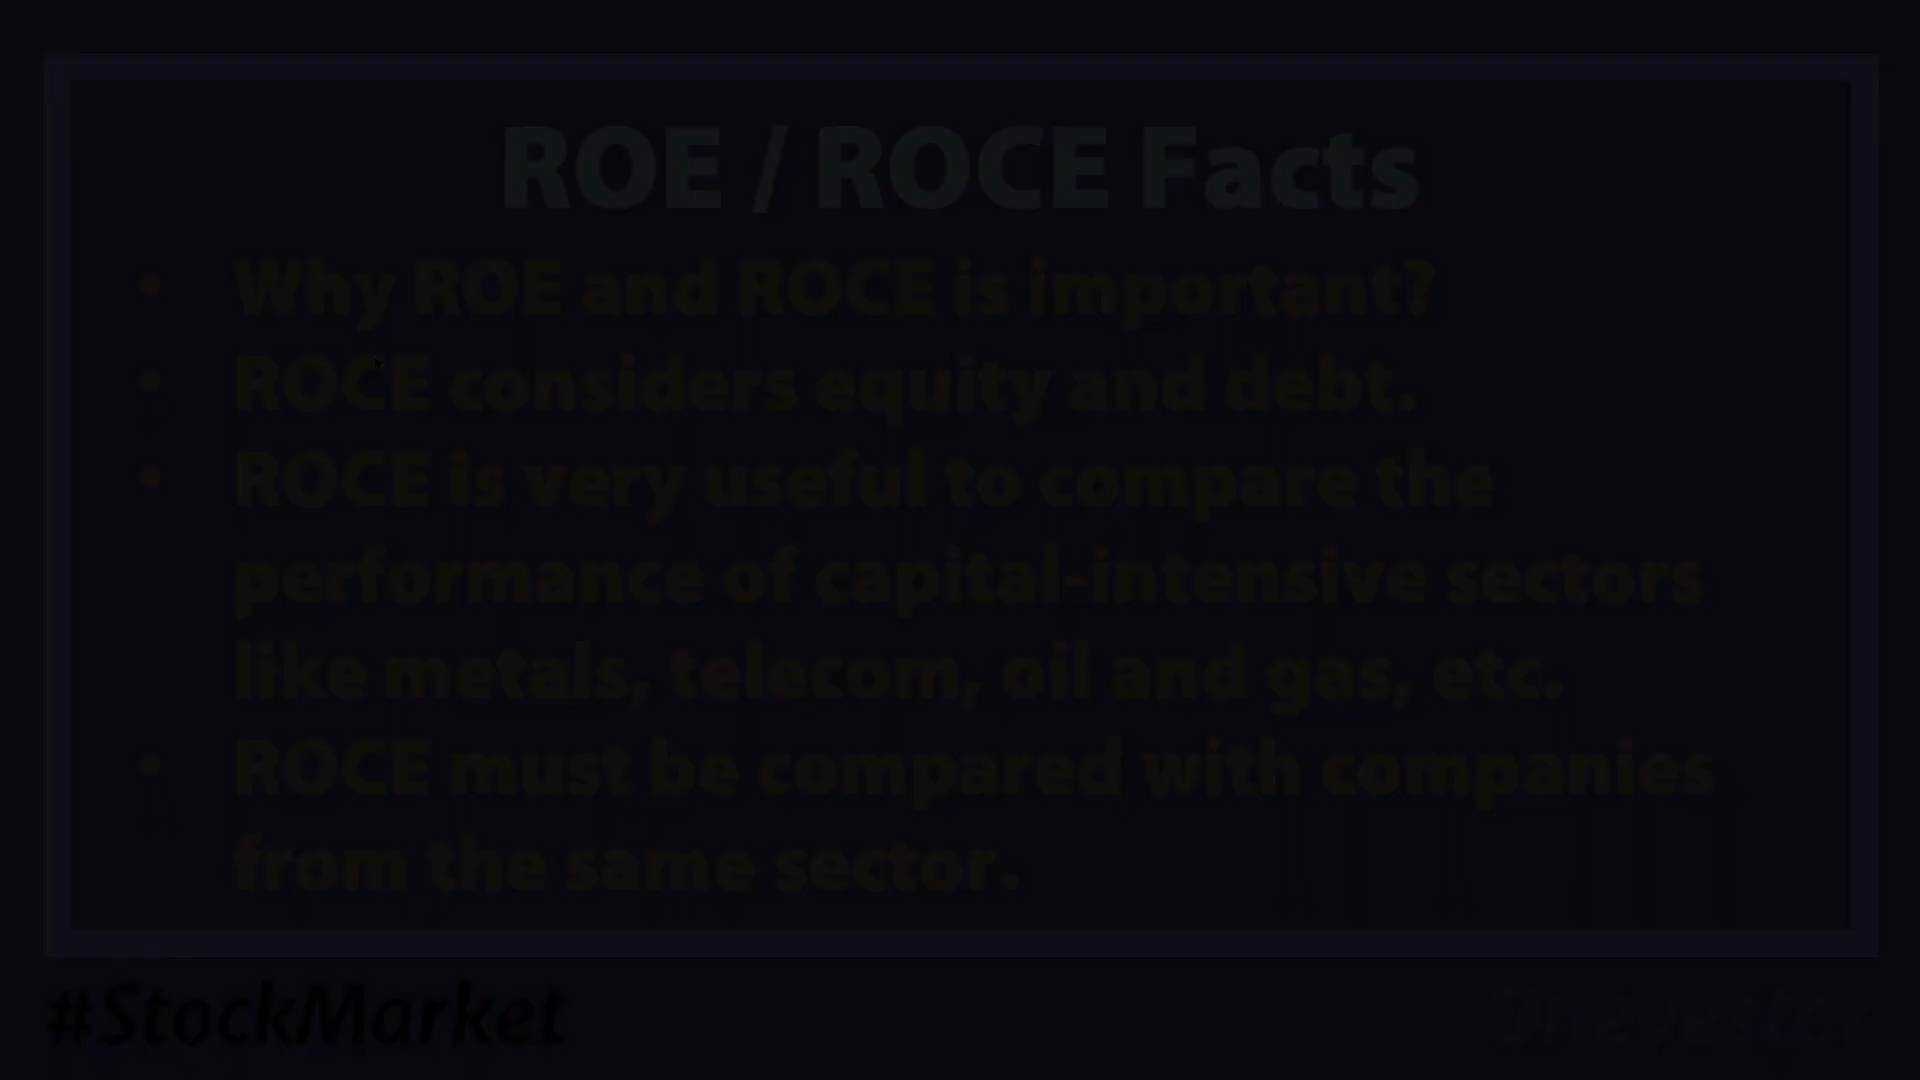 ROE / ROCE Facts
• Why ROE and ROCE is important?
• ROCE considers equity and debt.
• ROCE is very useful to compare the
performance of capital-intensive sectors
like metals, telecom, oil and gas, etc.
• ROCE must be compared with companies
from the same sector.
#StockMarket